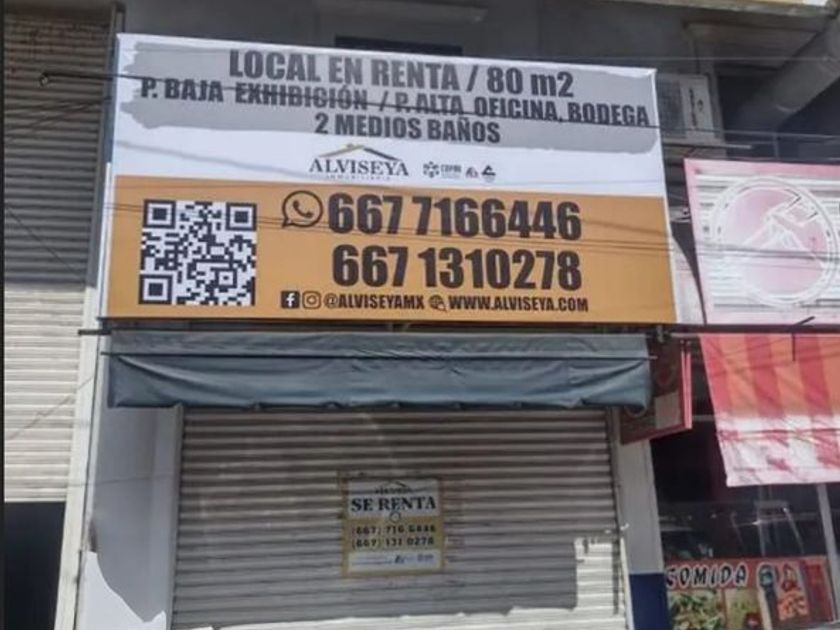 LOCAL EN RENTA / 80 m2
P. BAJA EXHIBICIÓN / P. ALTA OFICINA, BODEGA
2 MEDIOS BAÑOS
ALVISEYA
INMOBILIARIA
667 7166446
667 1310278
@ALVISEYAMX WWW.ALVISEYA.COM
SE RENTA
(667) 716 6446
(667) 131 0278
COMIDA